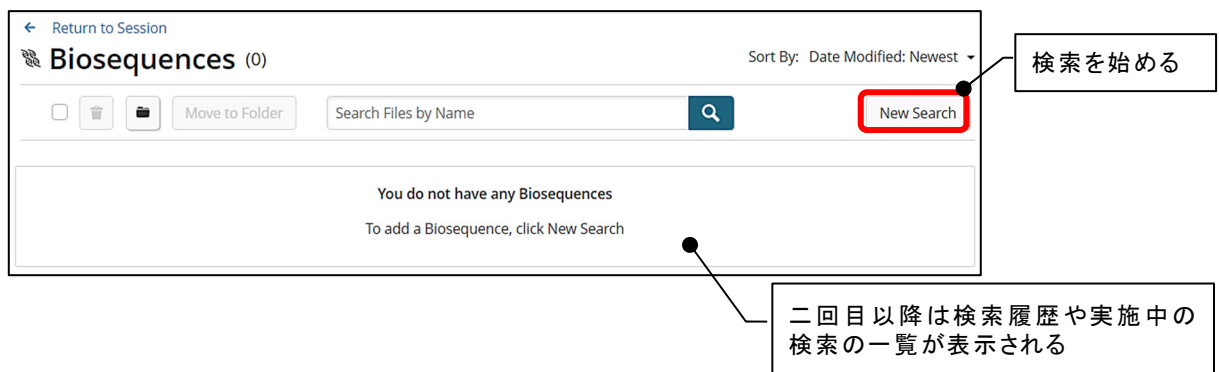 ← Return to Session
Biosequences (0)
Sort By: Date Modified: Newest
検索を始める
Move to Folder
Search Files by Name
New Search
You do not have any Biosequences
To add a Biosequence, click New Search
二回目以降は検索履歴や実施中の
検索の一覧が表示される